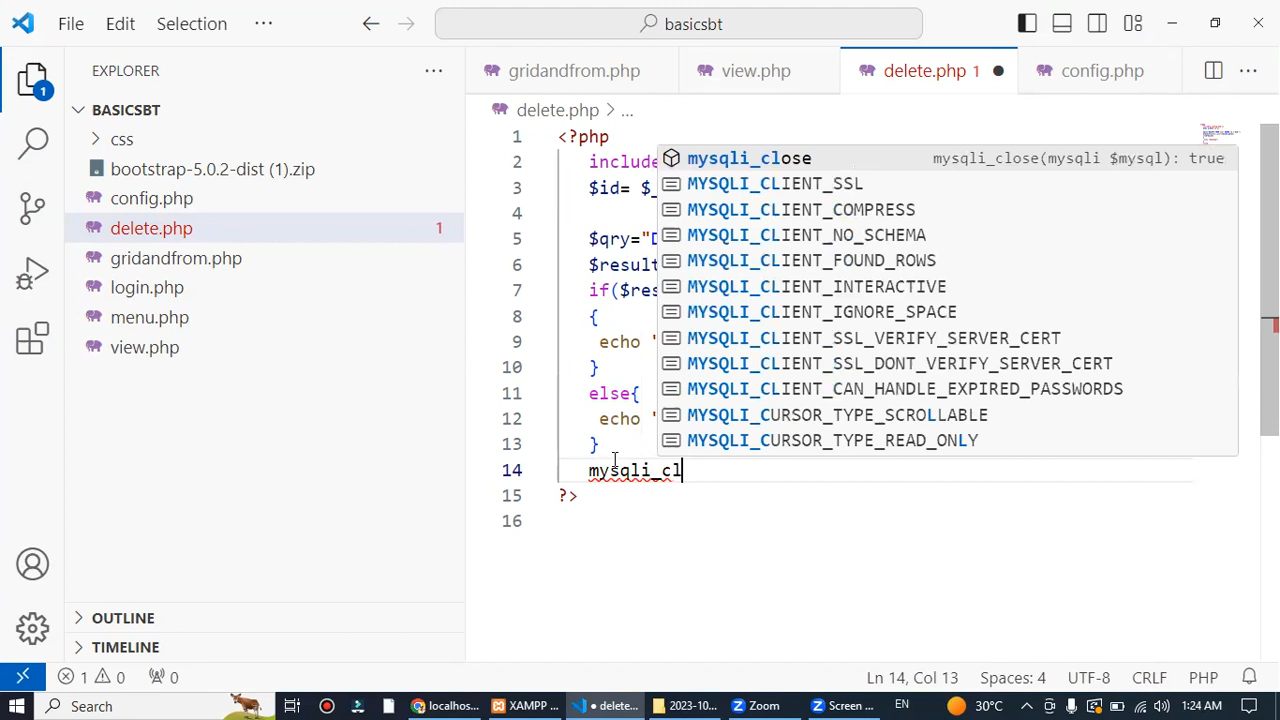 File Edit Selection ··· basicsbt
EXPLORER ···
BASICSBT
css
bootstrap-5.0.2-dist (1).zip
config.php
delete.php 1
gridandfrom.php
login.php
menu.php
view.php
OUTLINE
TIMELINE
1
gridandfrom.php view.php delete.php 1 config.php ···
delete.php > ...
1 <?php
2 include
3 $id= $_
4
5 $qry="D
6 $result
7 if($res
8 {
9 echo '
10 }
11 else{
12 echo '
13 }
14 mysqli_cl
15 ?>
16
mysqli_close mysqli_close(mysqli $mysql): true
MYSQLI_CLIENT_SSL
MYSQLI_CLIENT_COMPRESS
MYSQLI_CLIENT_NO_SCHEMA
MYSQLI_CLIENT_FOUND_ROWS
MYSQLI_CLIENT_INTERACTIVE
MYSQLI_CLIENT_IGNORE_SPACE
MYSQLI_CLIENT_SSL_VERIFY_SERVER_CERT
MYSQLI_CLIENT_SSL_DONT_VERIFY_SERVER_CERT
MYSQLI_CLIENT_CAN_HANDLE_EXPIRED_PASSWORDS
MYSQLI_CURSOR_TYPE_SCROLLABLE
MYSQLI_CURSOR_TYPE_READ_ONLY
1 0 0 Ln 14, Col 13 Spaces: 4 UTF-8 CRLF PHP
Search localhos... XAMPP ... ● delete... 2023-10... Zoom Screen ... EN 30°C 1:24 AM